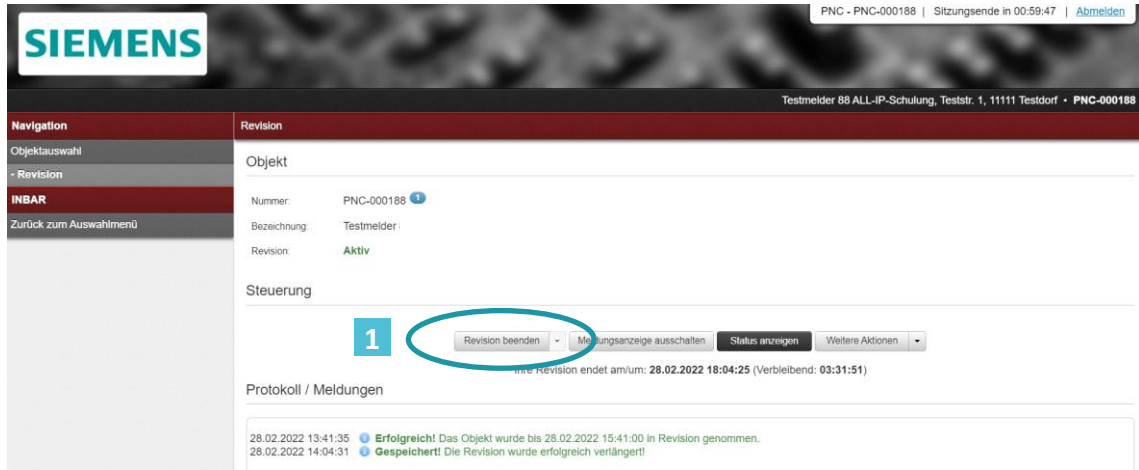 PNC - PNC-000188 | Sitzungsende in 00:59:47 | Abmelden
SIEMENS
Testmelder 88 ALL-IP-Schulung, Teststr. 1, 11111 Testdorf • PNC-000188
Navigation
Revision
Objektauswahl
- Revision
INBAR
Zurück zum Auswahlmenü
Objekt
Nummer: PNC-000188 1
Bezeichnung: Testmelder
Revision: Aktiv
Steuerung
1
Revision beenden Meldungsanzeige ausschalten Status anzeigen Weitere Aktionen
Ihre Revision endet am/um: 28.02.2022 18:04:25 (Verbleibend: 03:31:51)
Protokoll / Meldungen
28.02.2022 13:41:35 Erfolgreich! Das Objekt wurde bis 28.02.2022 15:41:00 in Revision genommen.
28.02.2022 14:04:31 Gespeichert! Die Revision wurde erfolgreich verlängert!